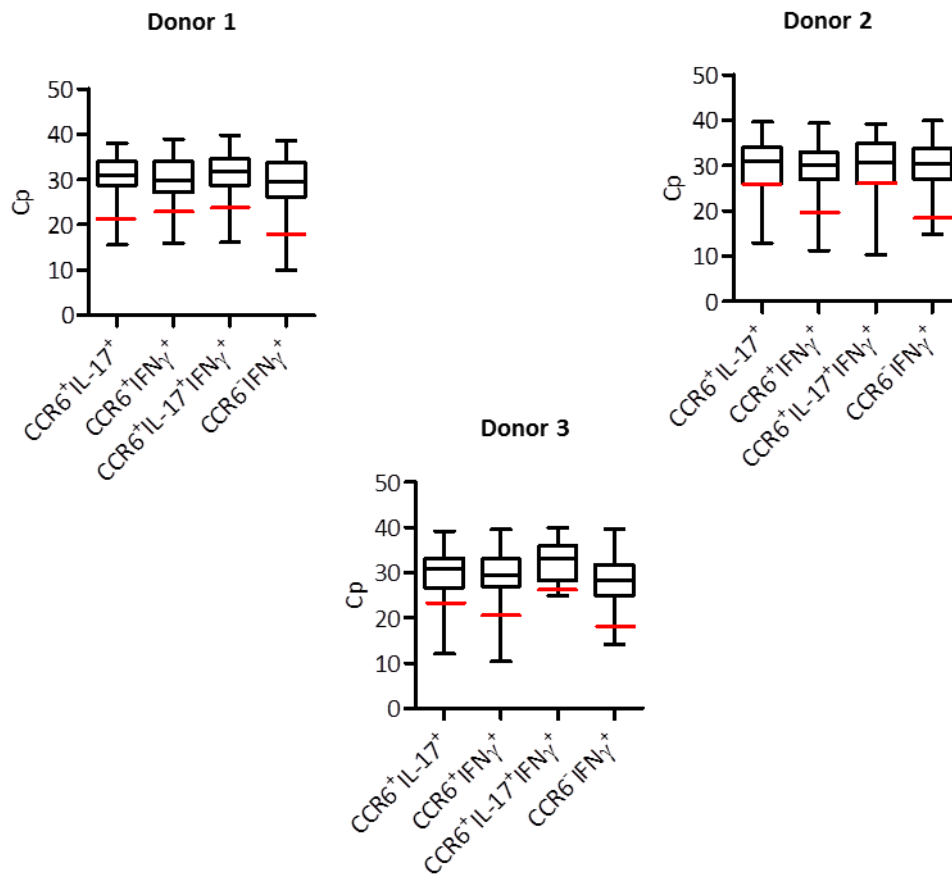 Donor 1
50
40
30
20
10
0
Cp
CCR6⁺IL-17⁺
CCR6⁺IFNγ⁺
CCR6⁺IL-17⁺IFNγ⁺
CCR6⁻IFNγ⁺
Donor 2
50
40
30
20
10
0
Cp
CCR6⁺IL-17⁺
CCR6⁺IFNγ⁺
CCR6⁺IL-17⁺IFNγ⁺
CCR6⁻IFNγ⁺
Donor 3
50
40
30
20
10
0
Cp
CCR6⁺IL-17⁺
CCR6⁺IFNγ⁺
CCR6⁺IL-17⁺IFNγ⁺
CCR6⁻IFNγ⁺